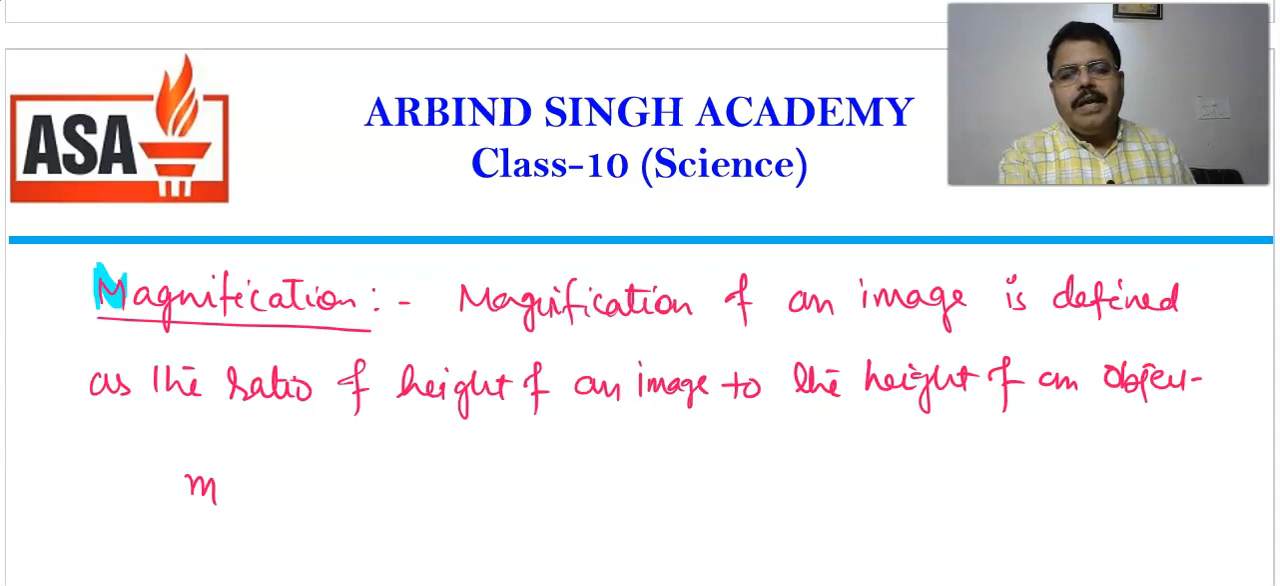 ASA
ARBIND SINGH ACADEMY
Class-10 (Science)
Magnification :- Magnification of an image is defined
as the ratio of height of an image to the height of an object
m